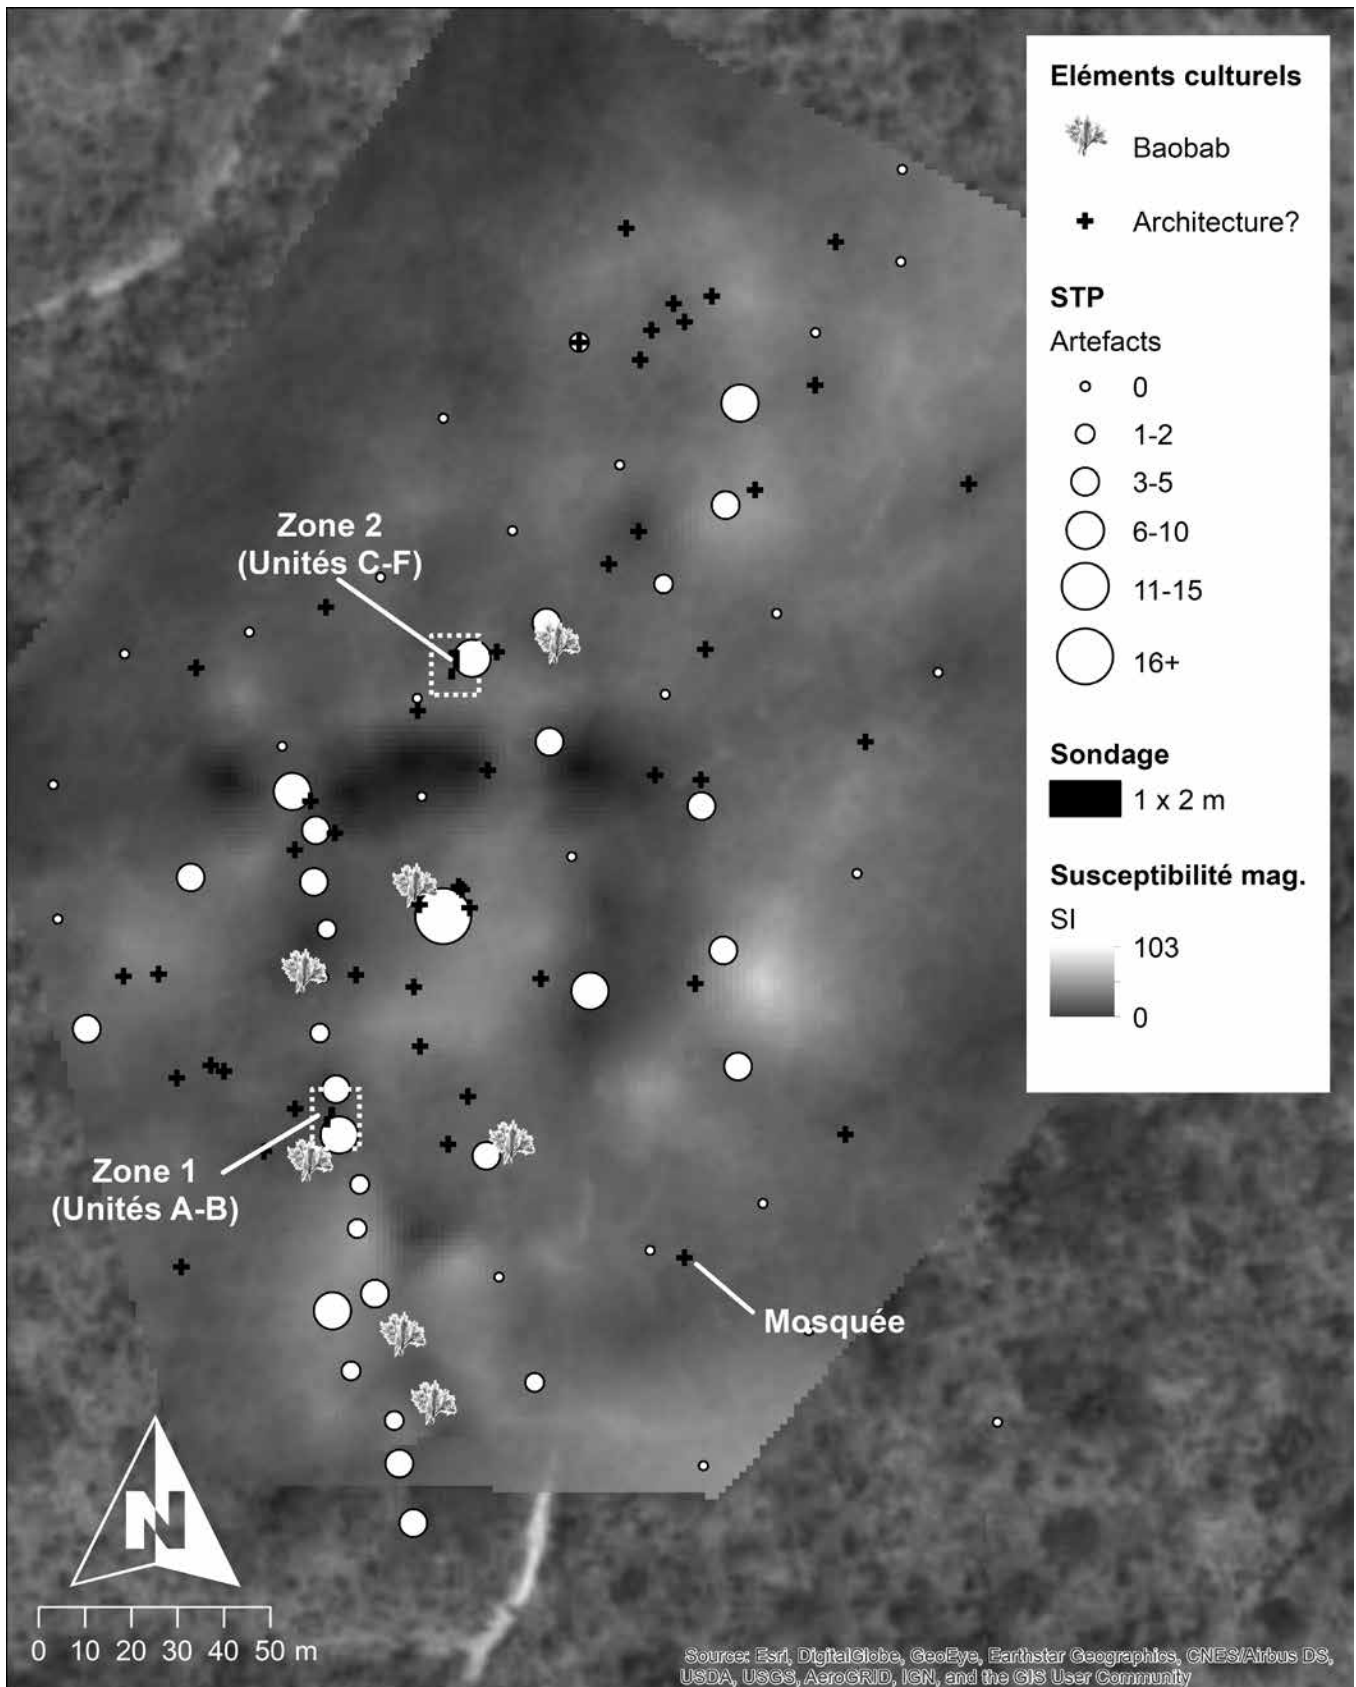 Eléments culturels
Baobab
Architecture?
STP
Artefacts
0
1-2
3-5
6-10
11-15
16+
Sondage
1 x 2 m
Susceptibilité mag.
SI
103
0
Zone 2
(Unités C-F)
Zone 1
(Unités A-B)
Mosquée
N
0 10 20 30 40 50 m
Source: Esri, DigitalGlobe, GeoEye, Earthstar Geographics, CNES/Airbus DS,
USDA, USGS, AeroGRID, IGN, and the GIS User Community